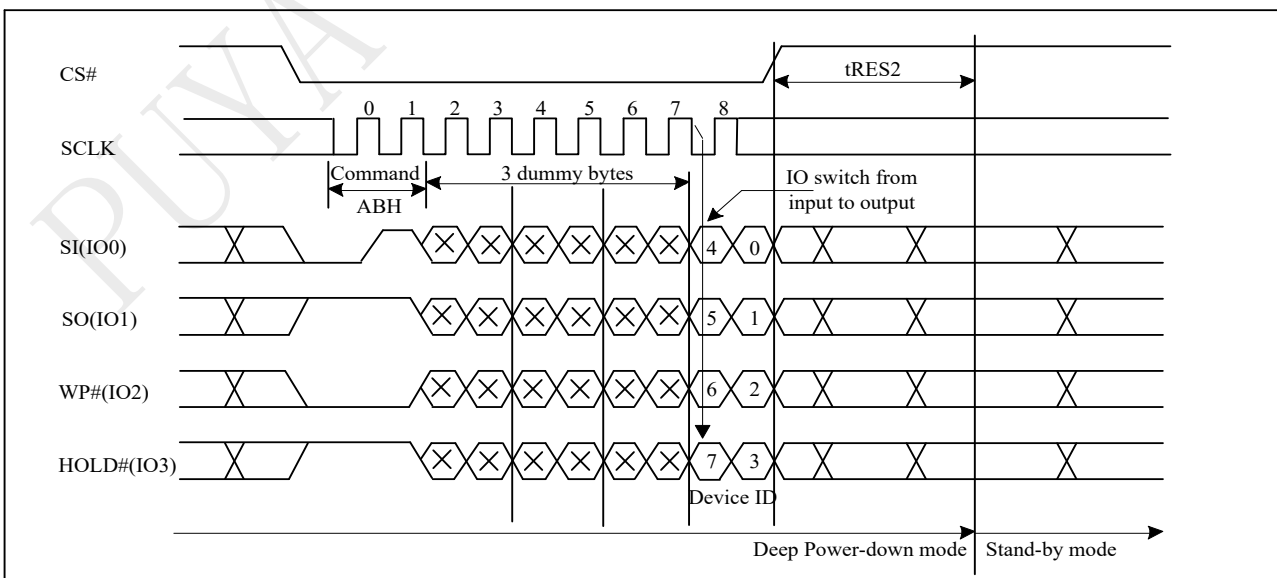 PUYA
CS#
tRES2
0 1 2 3 4 5 6 7 8
SCLK
Command
3 dummy bytes
IO switch from
input to output
ABH
SI(IO0)
4 0
SO(IO1)
5 1
WP#(IO2)
6 2
HOLD#(IO3)
7 3
Device ID
Deep Power-down mode
Stand-by mode